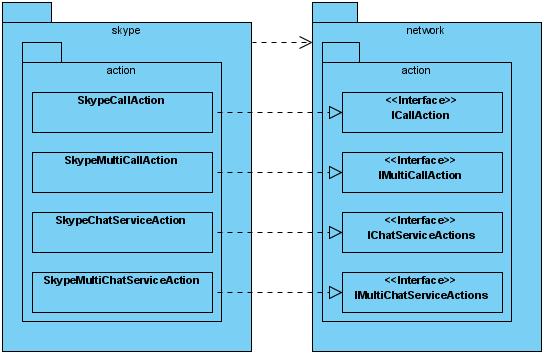 skype
network
action
action
SkypeCallAction
<<Interface>>
ICallAction
SkypeMultiCallAction
<<Interface>>
IMultiCallAction
SkypeChatServiceAction
<<Interface>>
IChatServiceActions
SkypeMultiChatServiceAction
<<Interface>>
IMultiChatServiceActions